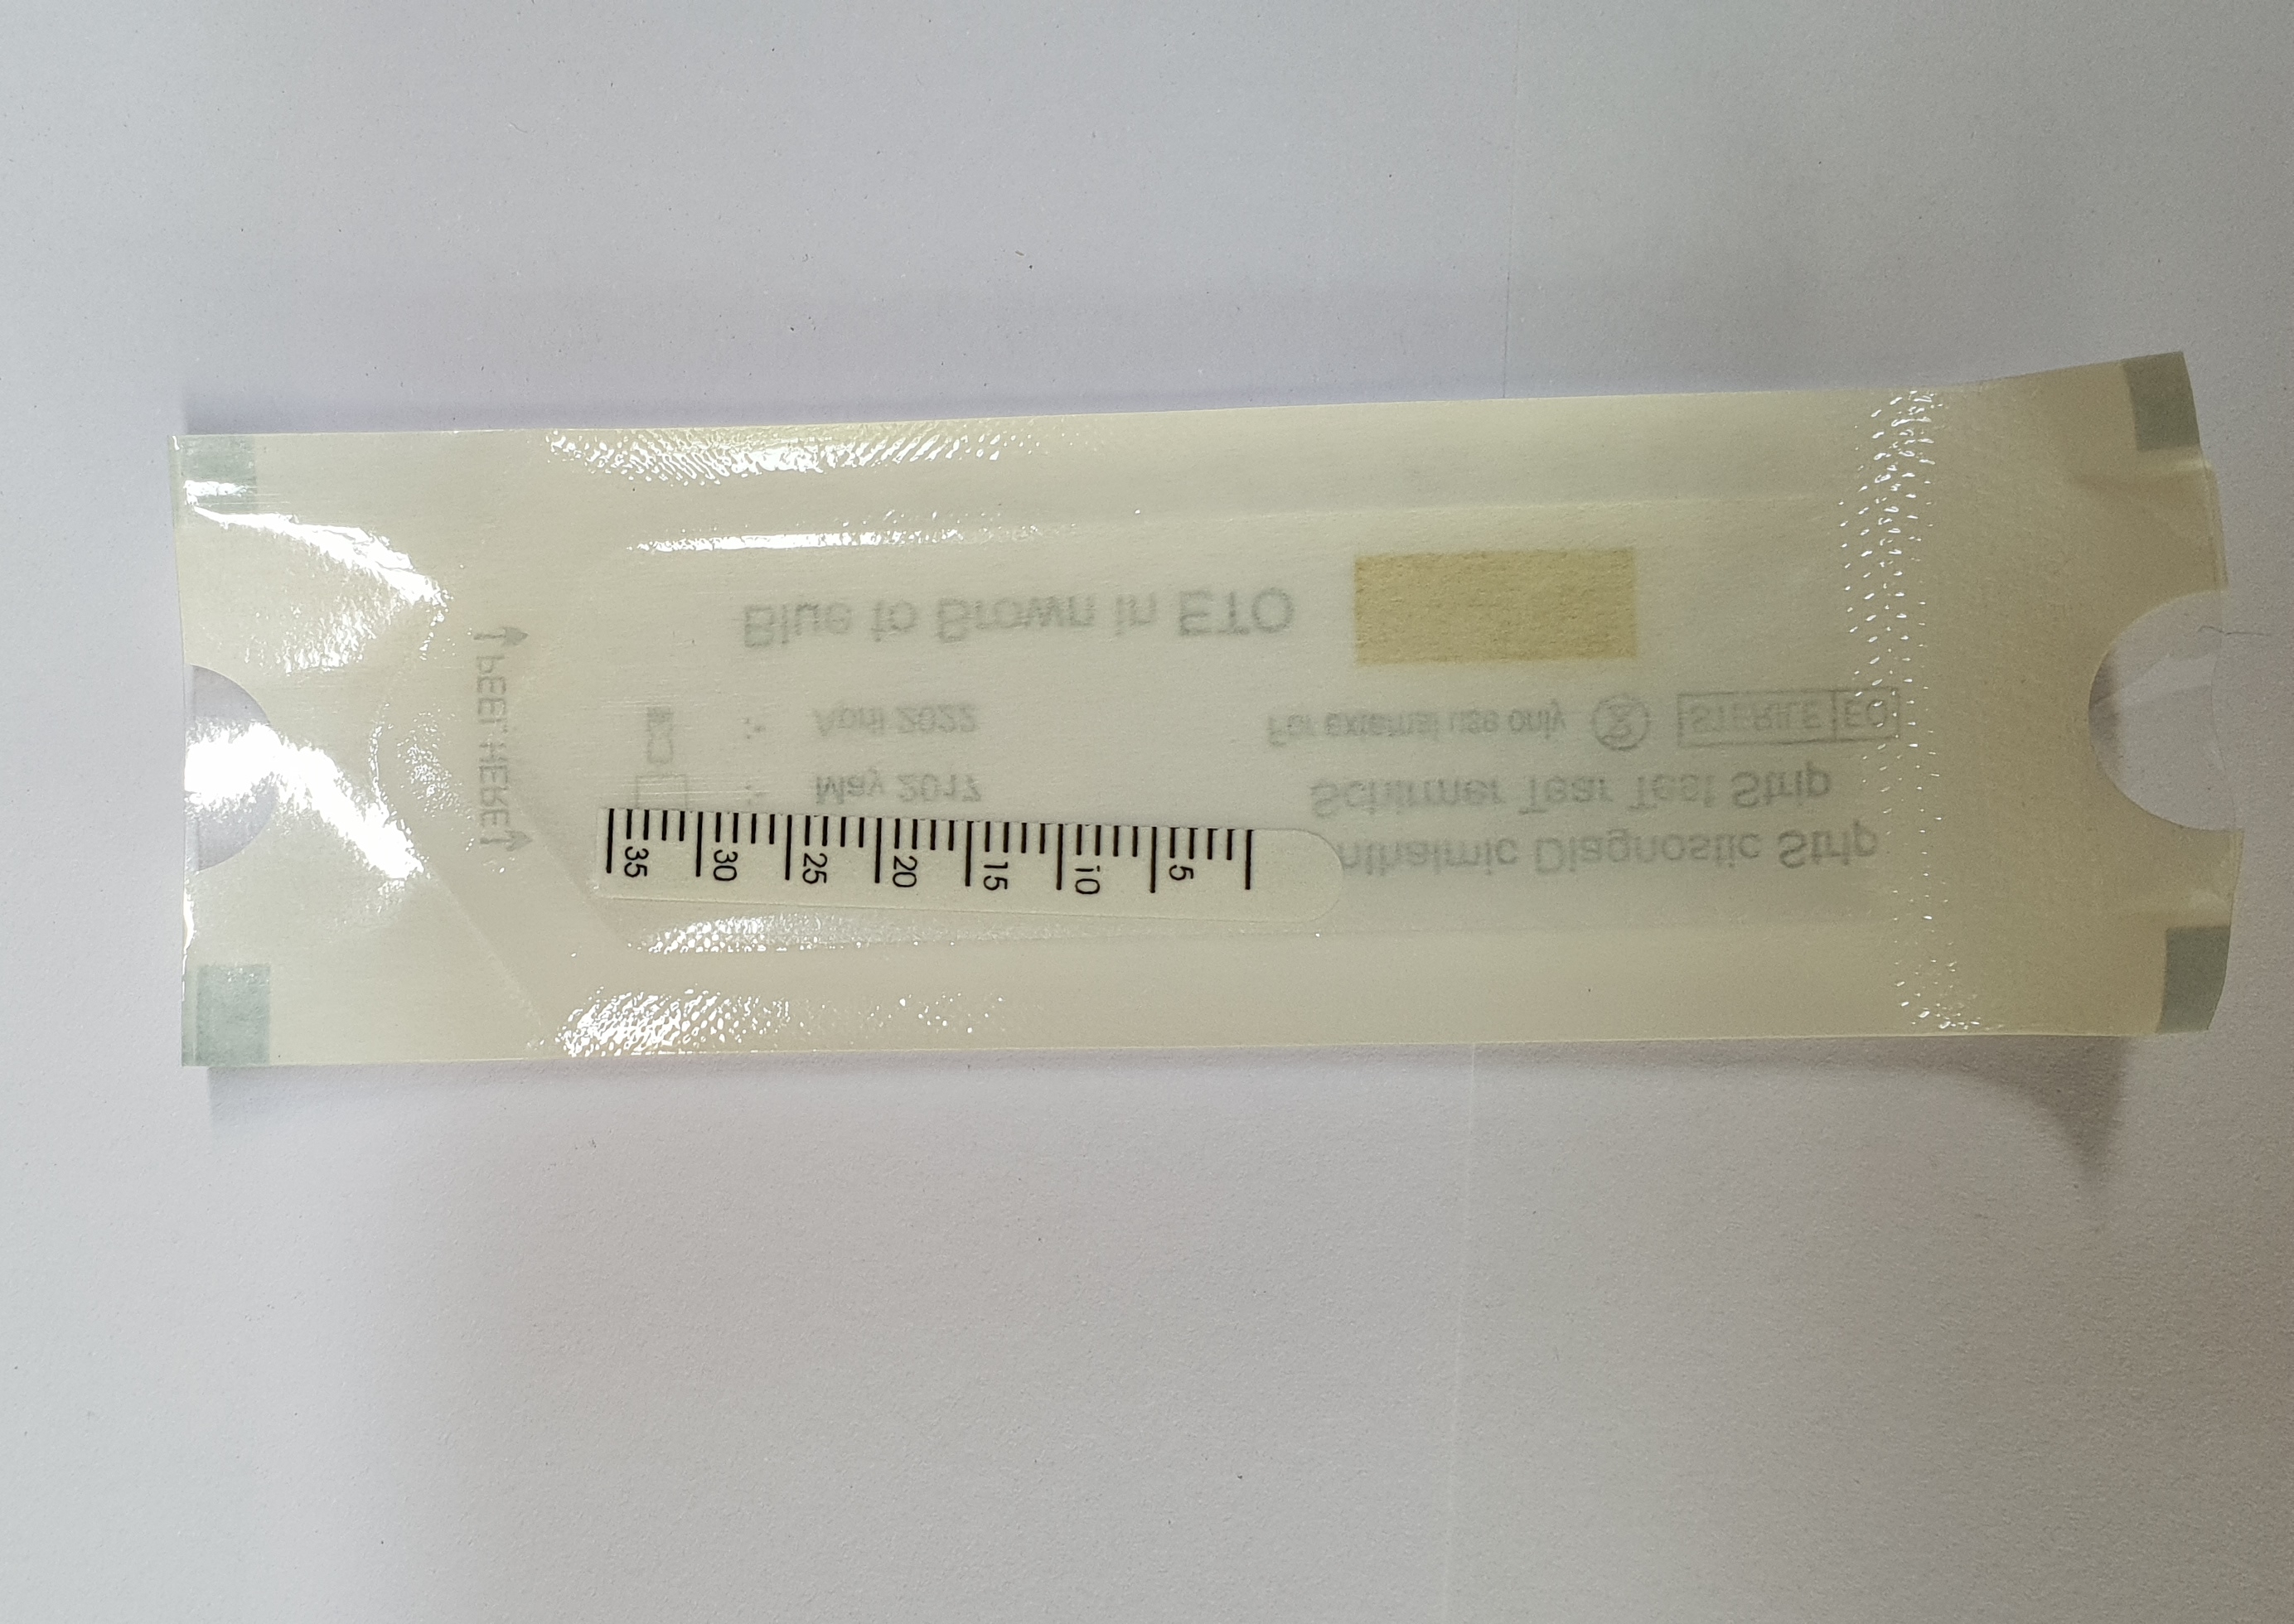 Blue to Brown in ETO
PEEL HERE
April 2022
May 2017
For external use only
STERILE EO
Schirmer Tear Test Strip
Diagnostic Strip
35 30 25 20 15 10 5